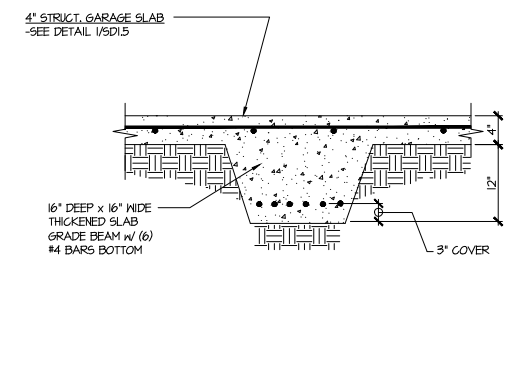 4" STRUCT. GARAGE SLAB
-SEE DETAIL 1/SD1.5
4"
12"
16" DEEP x 16" WIDE
THICKENED SLAB
GRADE BEAM w/ (6)
#4 BARS BOTTOM
3" COVER